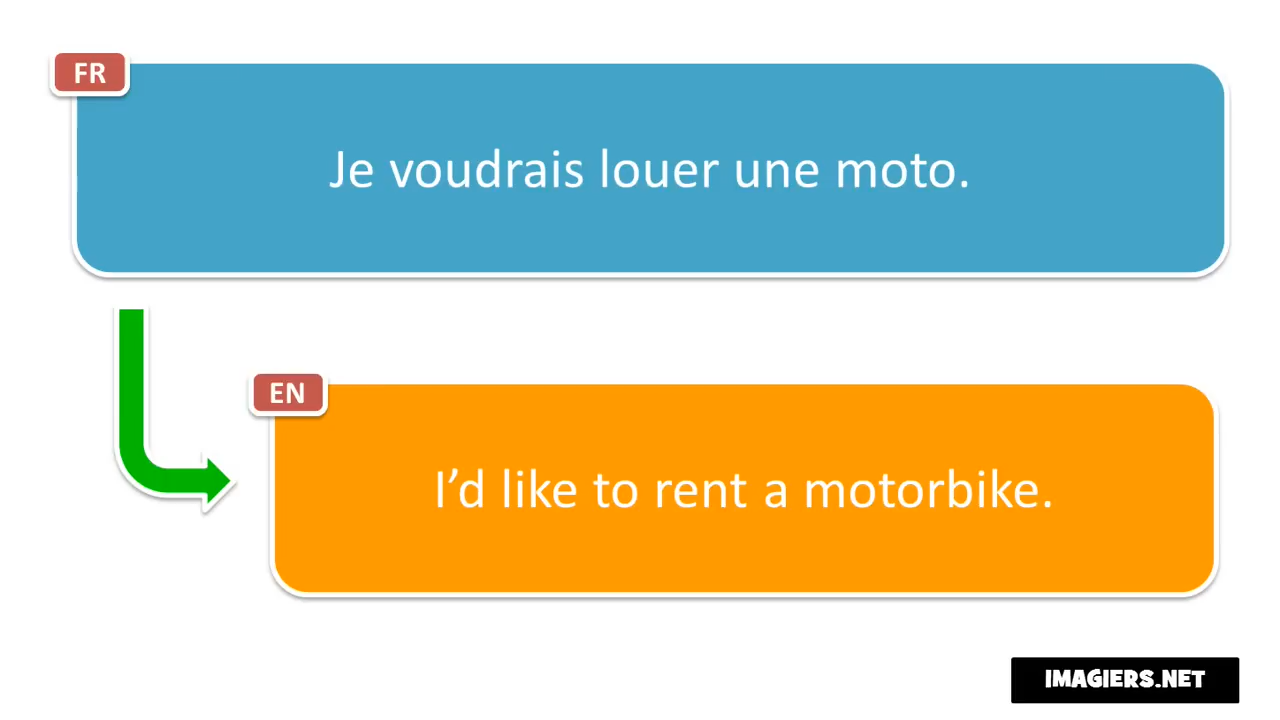 FR
Je voudrais louer une moto.
EN
I’d like to rent a motorbike.
IMAGIERS.NET